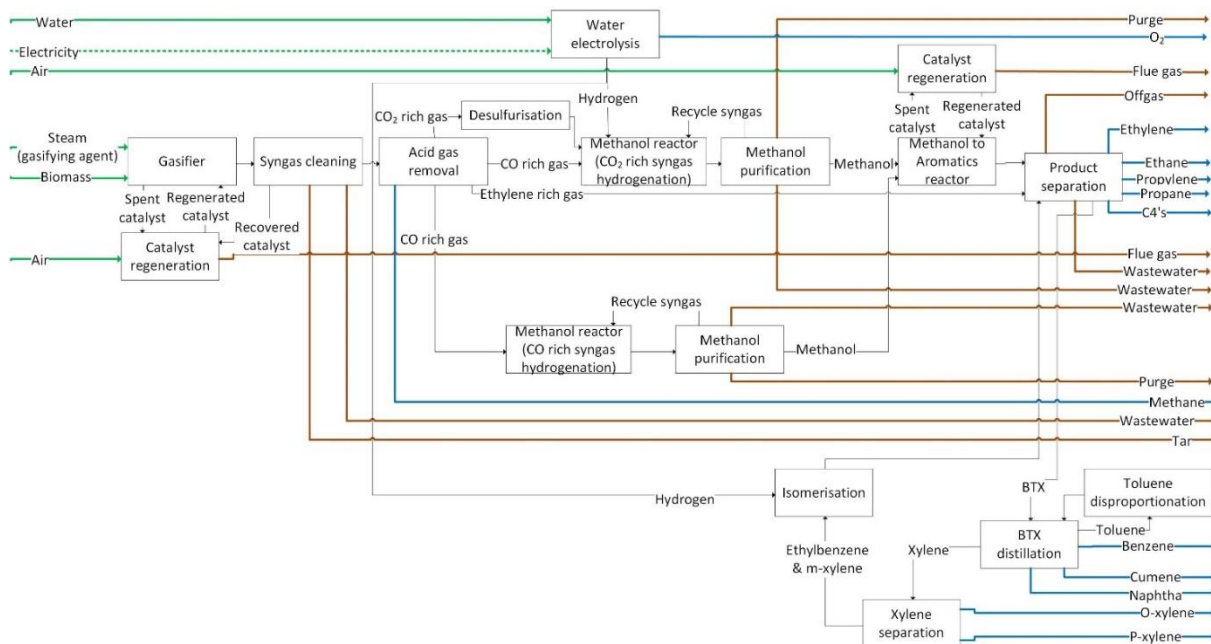 Water
Electricity
Air
Water
electrolysis
Purge
O₂
Catalyst
regeneration
Flue gas
Hydrogen
CO₂ rich gas
Desulfurisation
Recycle syngas
Spent
catalyst
Regenerated
catalyst
Offgas
Steam
(gasifying agent)
Biomass
Gasifier
Syngas cleaning
Acid gas
removal
CO rich gas
Methanol reactor
(CO₂ rich syngas
hydrogenation)
Methanol
purification
Methanol
Methanol to
Aromatics
reactor
Product
separation
Ethylene
Ethane
Propylene
Propane
C4's
Ethylene rich gas
Spent
catalyst
Regenerated
catalyst
Recovered
catalyst
CO rich gas
Air
Catalyst
regeneration
Flue gas
Wastewater
Wastewater
Wastewater
Recycle syngas
Methanol reactor
(CO rich syngas
hydrogenation)
Methanol
purification
Methanol
Purge
Methane
Wastewater
Tar
Hydrogen
Isomerisation
BTX
Toluene
disproportionation
Toluene
BTX
distillation
Benzene
Ethylbenzene
& m-xylene
Xylene
Cumene
Naphtha
Xylene
separation
O-xylene
P-xylene